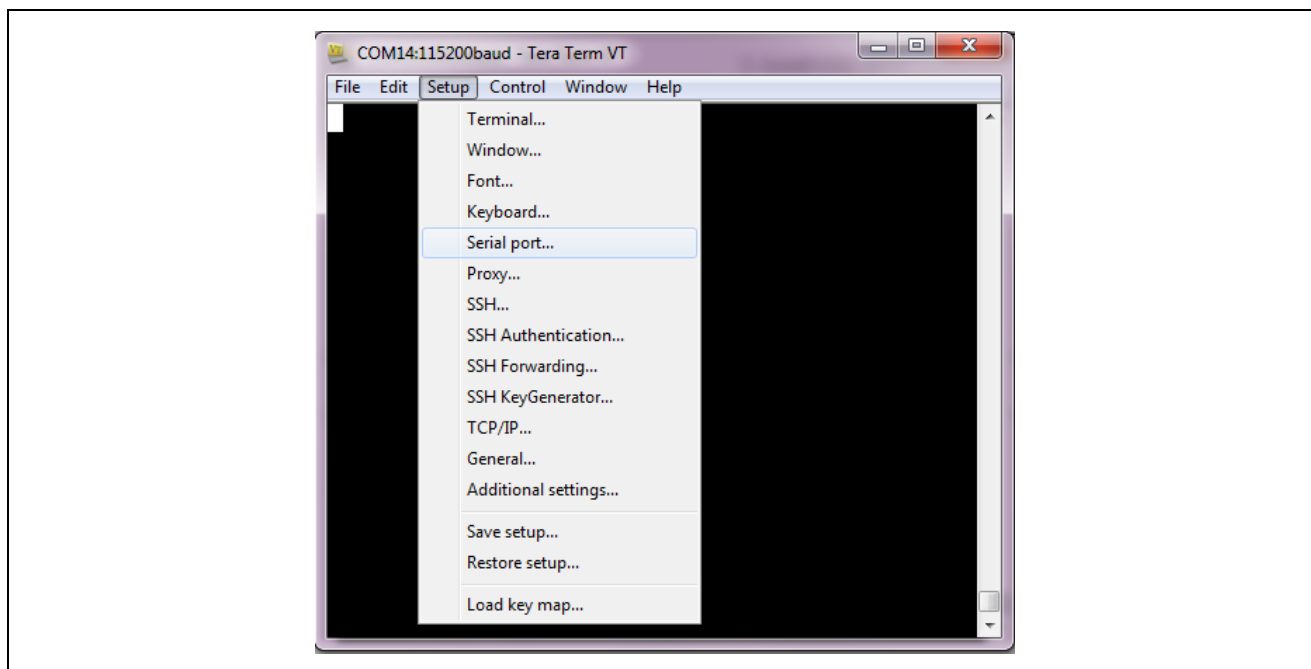 COM14:115200baud - Tera Term VT
File Edit Setup Control Window Help
Terminal...
Window...
Font...
Keyboard...
Serial port...
Proxy...
SSH...
SSH Authentication...
SSH Forwarding...
SSH KeyGenerator...
TCP/IP...
General...
Additional settings...
Save setup...
Restore setup...
Load key map...